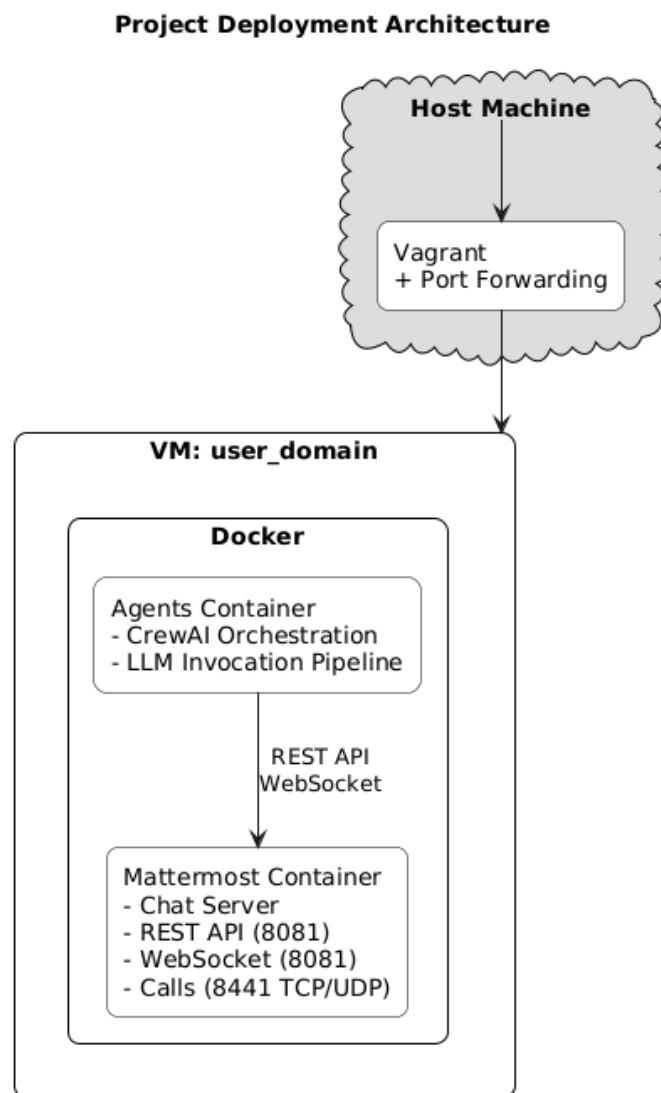 Project Deployment Architecture
Host Machine
Vagrant
+ Port Forwarding
VM: user_domain
Docker
Agents Container
- CrewAI Orchestration
- LLM Invocation Pipeline
REST API
WebSocket
Mattermost Container
- Chat Server
- REST API (8081)
- WebSocket (8081)
- Calls (8441 TCP/UDP)